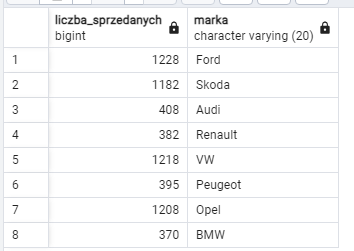 liczba_sprzedanych marka
bigint character varying (20)
1 1228 Ford
2 1182 Skoda
3 408 Audi
4 382 Renault
5 1218 VW
6 395 Peugeot
7 1208 Opel
8 370 BMW